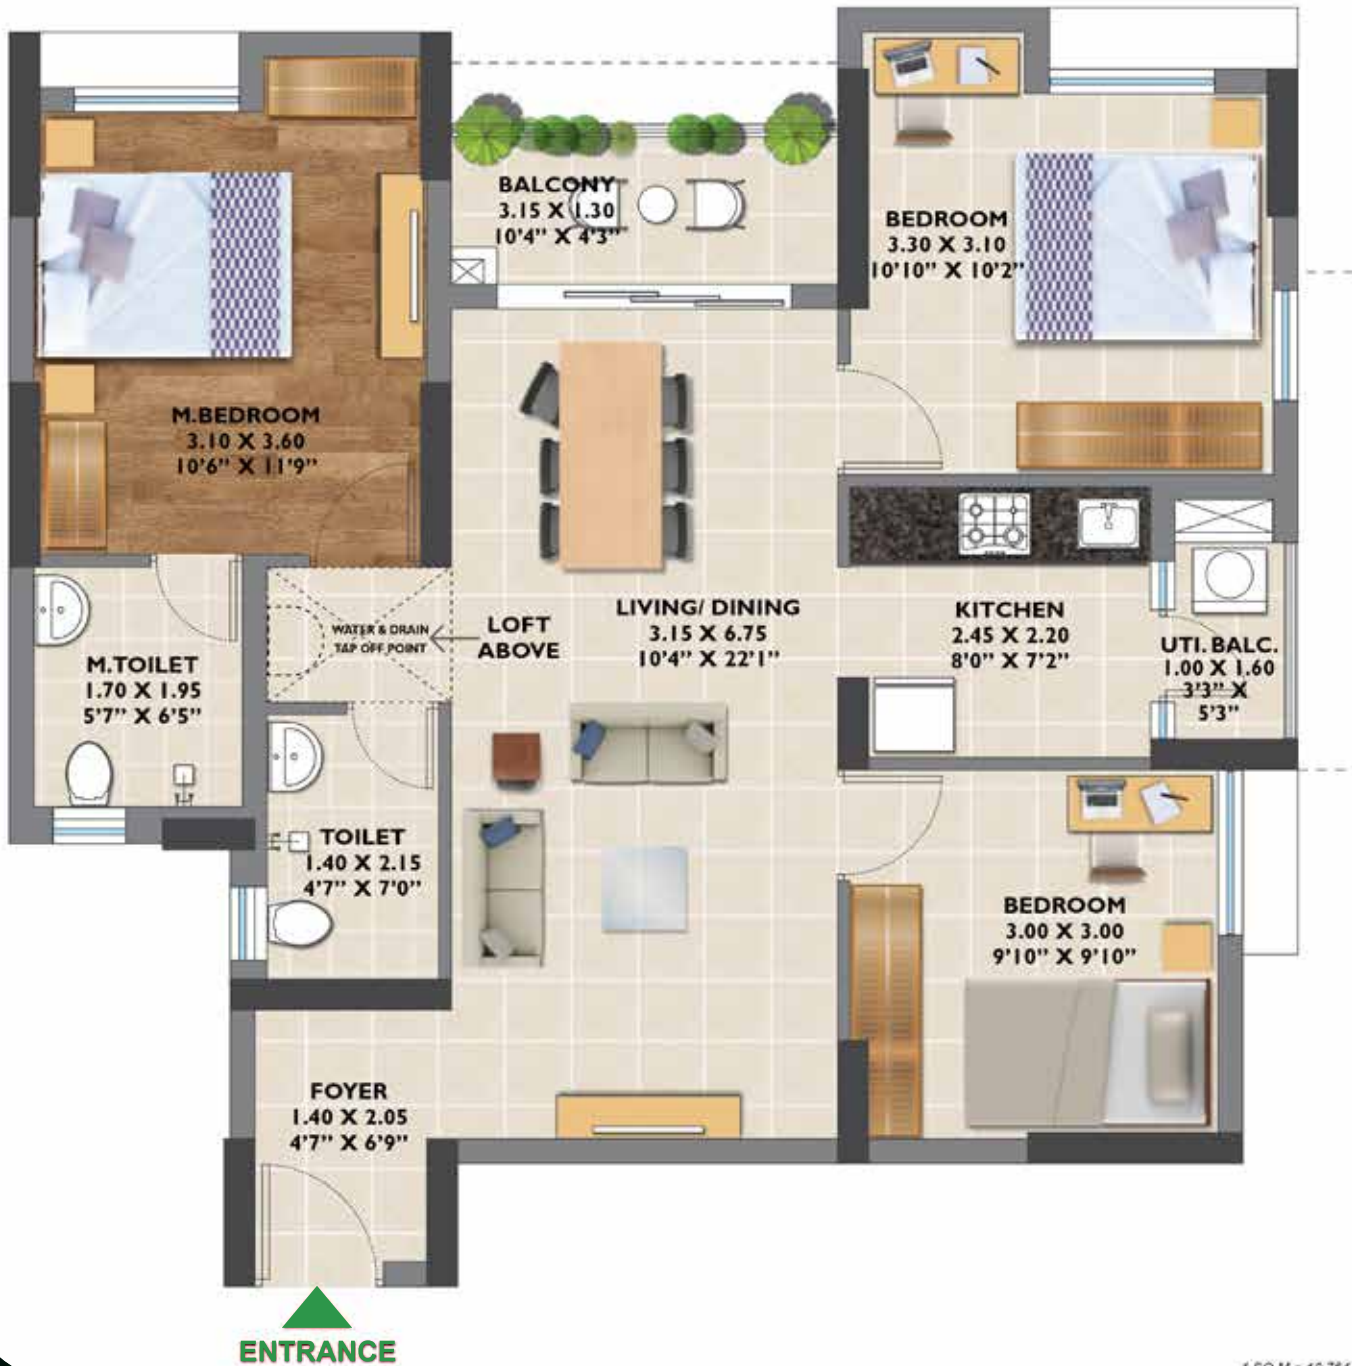 BALCONY
3.15 X 1.30
10'4" X 4'3"
BEDROOM
3.30 X 3.10
10'10" X 10'2"
M.BEDROOM
3.10 X 3.60
10'6" X 11'9"
WATER & DRAIN
TAP OFF POINT
LOFT
ABOVE
LIVING/ DINING
3.15 X 6.75
10'4" X 22'1"
KITCHEN
2.45 X 2.20
8'0" X 7'2"
UTI. BALC.
1.00 X 1.60
3'3" X
5'3"
M.TOILET
1.70 X 1.95
5'7" X 6'5"
TOILET
1.40 X 2.15
4'7" X 7'0"
BEDROOM
3.00 X 3.00
9'10" X 9'10"
FOYER
1.40 X 2.05
4'7" X 6'9"
ENTRANCE